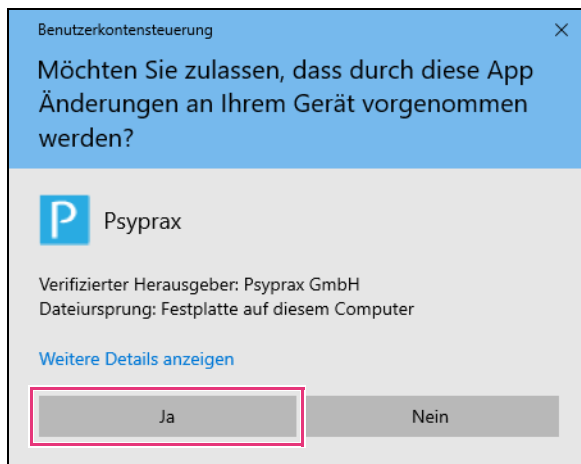 Benutzerkontensteuerung
Möchten Sie zulassen, dass durch diese App
Änderungen an Ihrem Gerät vorgenommen
werden?
P
Psyprax
Verifizierter Herausgeber: Psyprax GmbH
Dateiursprung: Festplatte auf diesem Computer
Weitere Details anzeigen
Ja
Nein